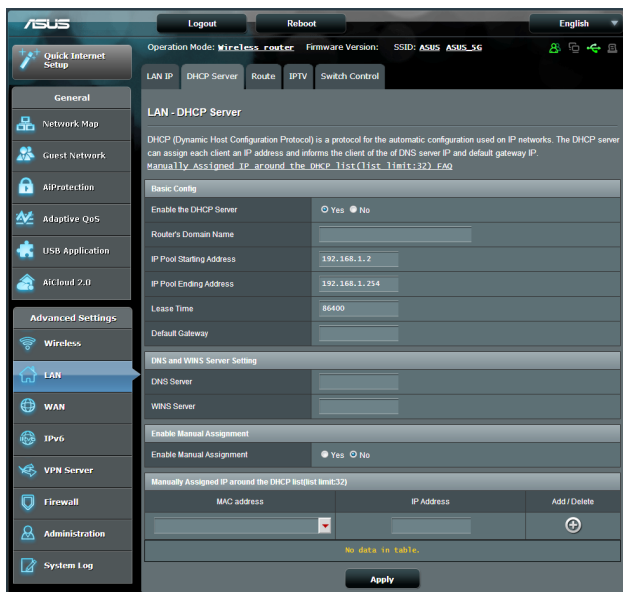 ASUS
Logout
Reboot
English
Quick Internet Setup
Operation Mode: Wireless router Firmware Version: SSID: ASUS ASUS_5G
LAN IP
DHCP Server
Route
IPTV
Switch Control
General
Network Map
Guest Network
AiProtection
Adaptive QoS
USB Application
AiCloud 2.0
Advanced Settings
Wireless
LAN
WAN
IPv6
VPN Server
Firewall
Administration
System Log
LAN - DHCP Server
DHCP (Dynamic Host Configuration Protocol) is a protocol for the automatic configuration used on IP networks. The DHCP server
can assign each client an IP address and informs the client of the of DNS server IP and default gateway IP.
Manually Assigned IP around the DHCP list(list limit:32) FAQ
Basic Config
Enable the DHCP Server Yes No
Router's Domain Name
IP Pool Starting Address 192.168.1.2
IP Pool Ending Address 192.168.1.254
Lease Time 86400
Default Gateway
DNS and WINS Server Setting
DNS Server
WINS Server
Enable Manual Assignment
Enable Manual Assignment Yes No
Manually Assigned IP around the DHCP list(list limit:32)
MAC address IP Address Add / Delete
No data in table.
Apply